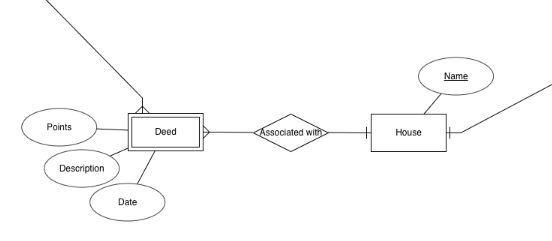 Name
Points
Deed
Associated with
House
Description
Date